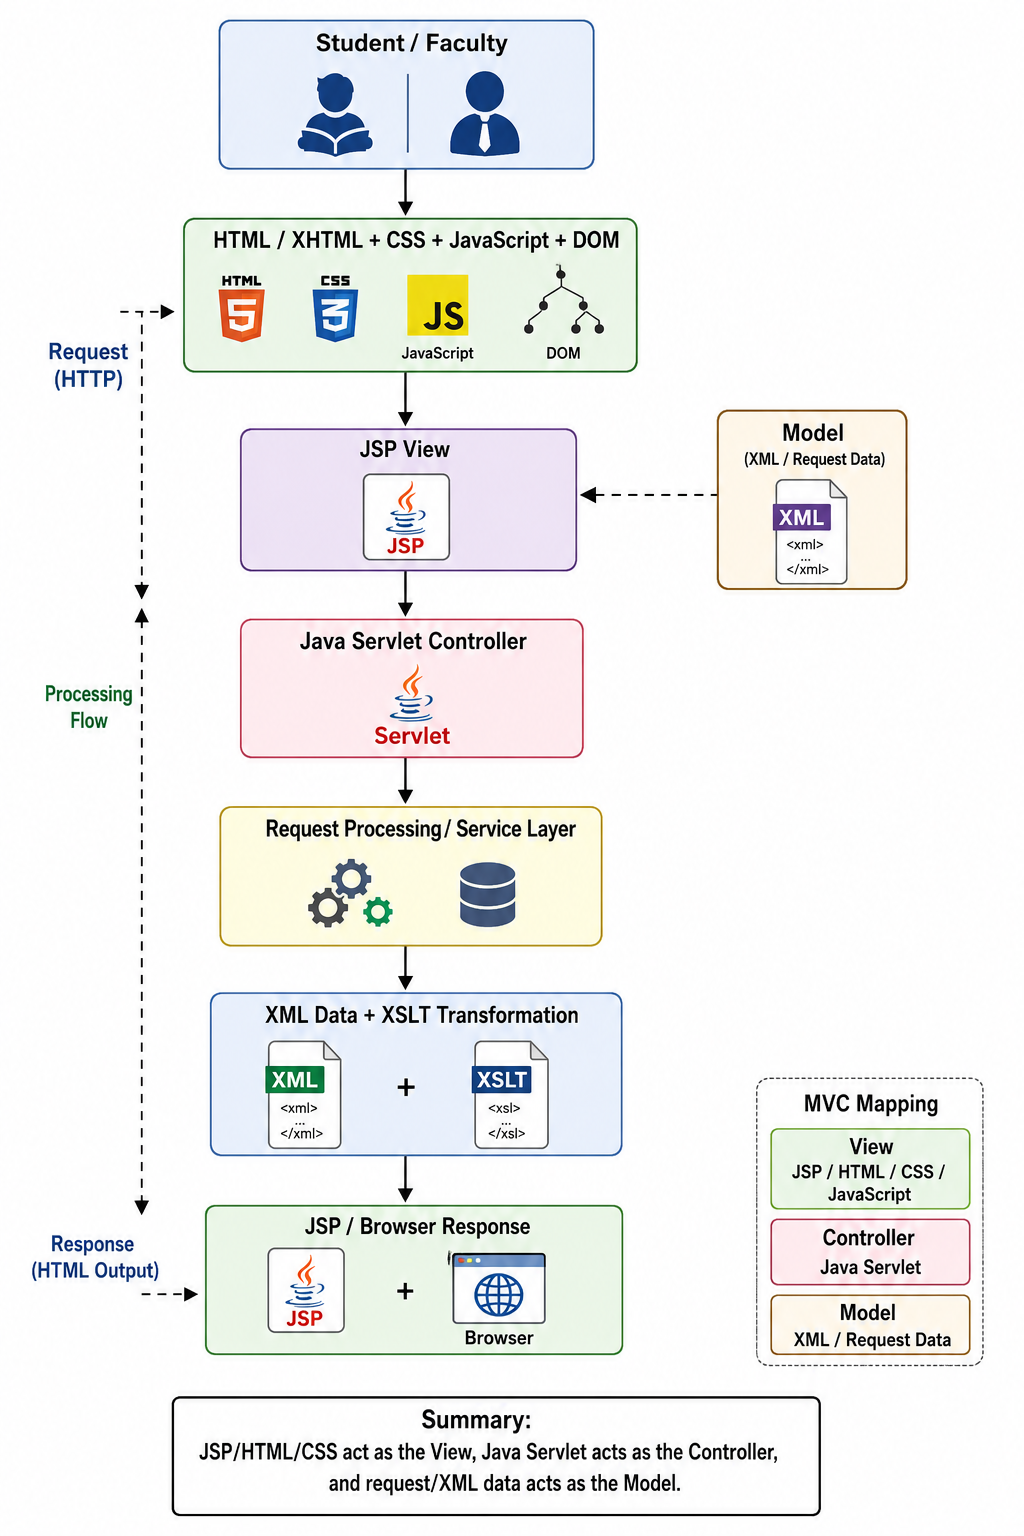 Student / Faculty
HTML / XHTML + CSS + JavaScript + DOM
HTML
5
CSS
3
JS
JavaScript
DOM
Request
(HTTP)
JSP View
JSP
Model
(XML / Request Data)
XML
<xml>
...
</xml>
Java Servlet Controller
Servlet
Processing
Flow
Request Processing / Service Layer
XML Data + XSLT Transformation
XML
<xml>
...
</xml>
+
XSLT
<xsl>
...
</xsl>
JSP / Browser Response
JSP
+
Browser
Response
(HTML Output)
MVC Mapping
View
JSP / HTML / CSS /
JavaScript
Controller
Java Servlet
Model
XML / Request Data
Summary:
JSP/HTML/CSS act as the View, Java Servlet acts as the Controller,
and request/XML data acts as the Model.